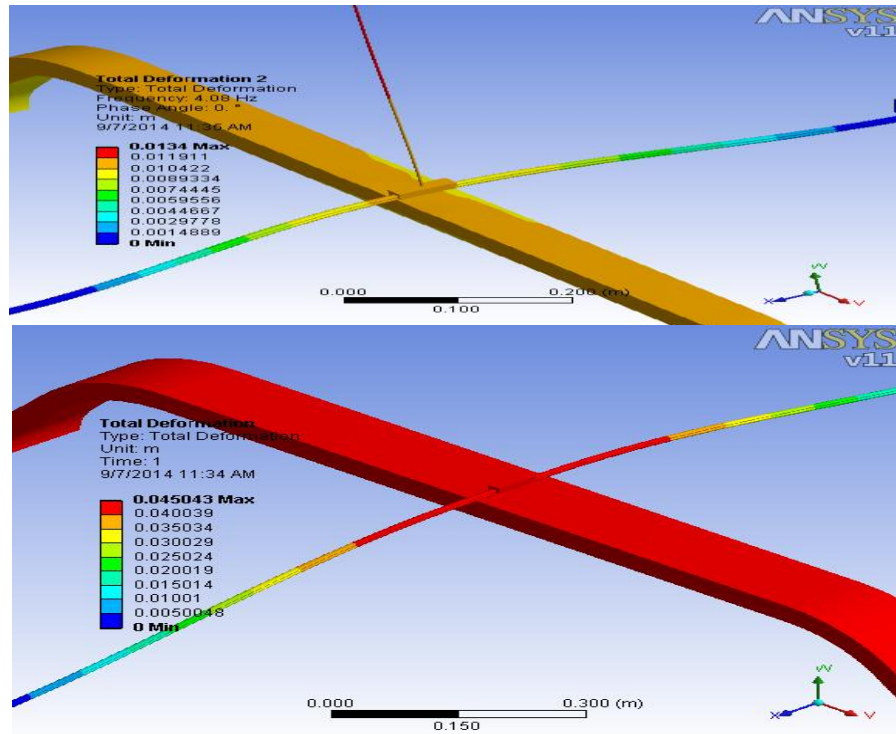 ANSYS
v11
Total Deformation 2
Type: Total Deformation
Frequency: 4.08 Hz
Phase Angle: 0. °
Unit: m
9/7/2014 11:35 AM
0.0134 Max
0.011911
0.010422
0.0089334
0.0074445
0.0059556
0.0044667
0.0029778
0.0014889
0 Min
0.000
0.200 (m)
0.100
X
Y
ANSYS
v11
Total Deformation
Type: Total Deformation
Unit: m
Time: 1
9/7/2014 11:34 AM
0.045043 Max
0.040039
0.035034
0.030029
0.025024
0.020019
0.015014
0.01001
0.0050048
0 Min
0.000
0.300 (m)
0.150
X
Y